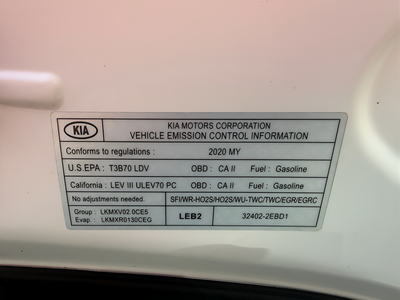 KIA
KIA MOTORS CORPORATION
VEHICLE EMISSION CONTROL INFORMATION
Conforms to regulations : 2020 MY
U.S.EPA : T3B70 LDV OBD : CA II Fuel : Gasoline
California : LEV III ULEV70 PC OBD : CA II Fuel : Gasoline
No adjustments needed. SFI/WR-HO2S/HO2S/WU-TWC/TWC/EGR/EGRC
Group : LKMXV02.0CE5
Evap. : LKMXR0130CEG
LEB2 32402-2EBD1